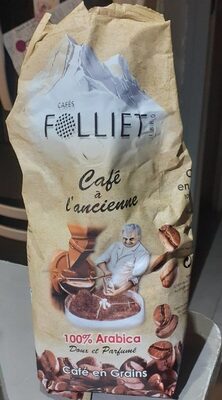 CAFÉS
FOLLIET
Café
à
l'ancienne
100% Arabica
Doux et Parfumé
Café en Grains